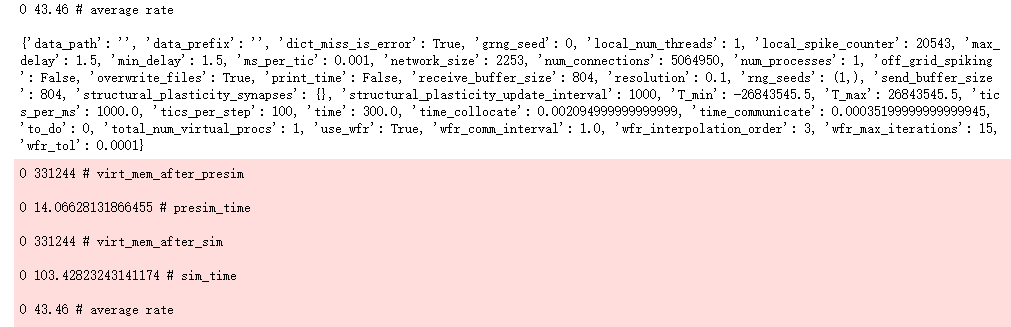 0 43.46 # average rate
{'data_path': '', 'data_prefix': '', 'dict_miss_is_error': True, 'grng_seed': 0, 'local_num_threads': 1, 'local_spike_counter': 20543, 'max_
delay': 1.5, 'min_delay': 1.5, 'ms_per_tic': 0.001, 'network_size': 2253, 'num_connections': 5064950, 'num_processes': 1, 'off_grid_spiking
': False, 'overwrite_files': True, 'print_time': False, 'receive_buffer_size': 804, 'resolution': 0.1, 'rng_seeds': (1,), 'send_buffer_size
': 804, 'structural_plasticity_synapses': {}, 'structural_plasticity_update_interval': 1000, 'T_min': -26843545.5, 'T_max': 26843545.5, 'tic
s_per_ms': 1000.0, 'tics_per_step': 100, 'time': 300.0, 'time_collocate': 0.002094999999999999, 'time_communicate': 0.00035199999999999945,
'to_do': 0, 'total_num_virtual_procs': 1, 'use_wfr': True, 'wfr_comm_interval': 1.0, 'wfr_interpolation_order': 3, 'wfr_max_iterations': 15,
'wfr_tol': 0.0001}
0 331244 # virt_mem_after_presim
0 14.06628131866455 # presim_time
0 331244 # virt_mem_after_sim
0 103.42823243141174 # sim_time
0 43.46 # average rate